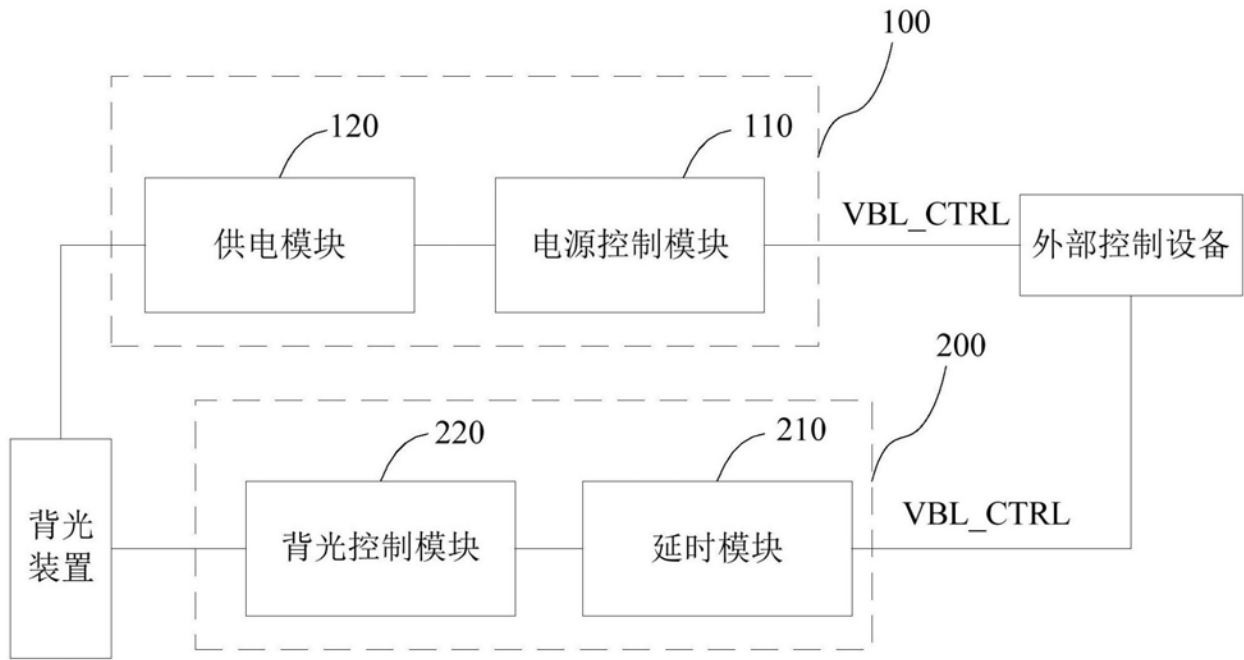 100
120
110
供电模块
电源控制模块
VBL_CTRL
外部控制设备
200
220
210
背光
装置
背光控制模块
延时模块
VBL_CTRL